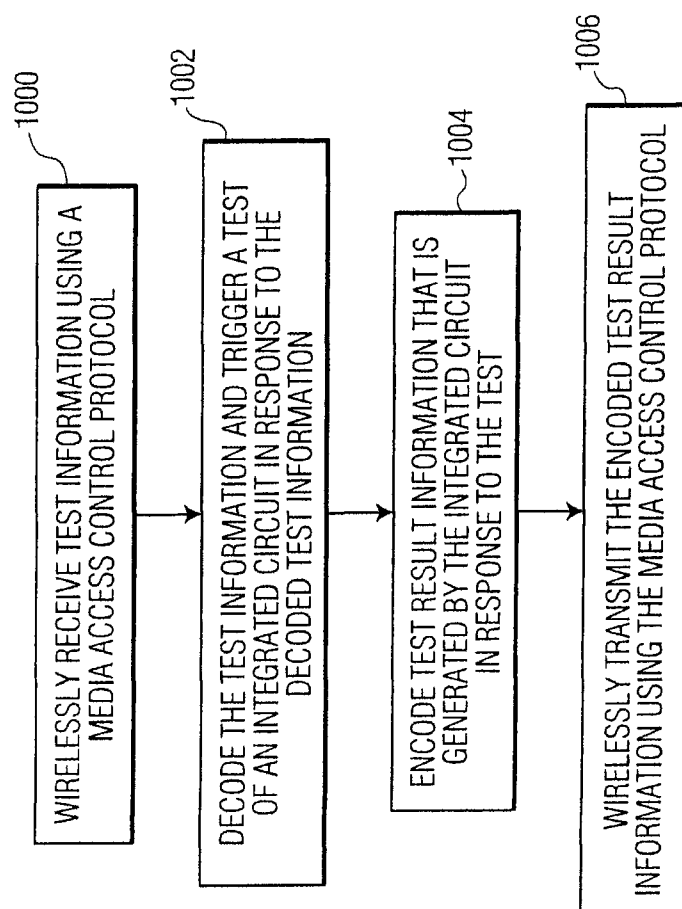 1000
WIRELESSLY RECEIVE TEST INFORMATION USING A
MEDIA ACCESS CONTROL PROTOCOL
1002
DECODE THE TEST INFORMATION AND TRIGGER A TEST
OF AN INTEGRATED CIRCUIT IN RESPONSE TO THE
DECODED TEST INFORMATION
1004
ENCODE TEST RESULT INFORMATION THAT IS
GENERATED BY THE INTEGRATED CIRCUIT
IN RESPONSE TO THE TEST
1006
WIRELESSLY TRANSMIT THE ENCODED TEST RESULT
INFORMATION USING THE MEDIA ACCESS CONTROL PROTOCOL